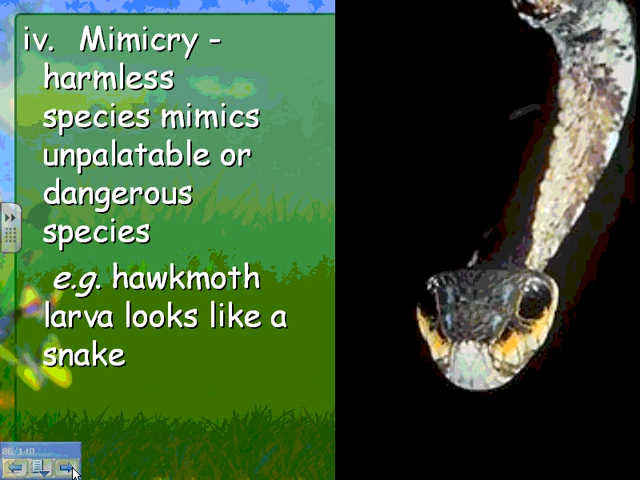 iv. Mimicry -
harmless
species mimics
unpalatable or
dangerous
species
e.g. hawkmoth
larva looks like a
snake
86/140